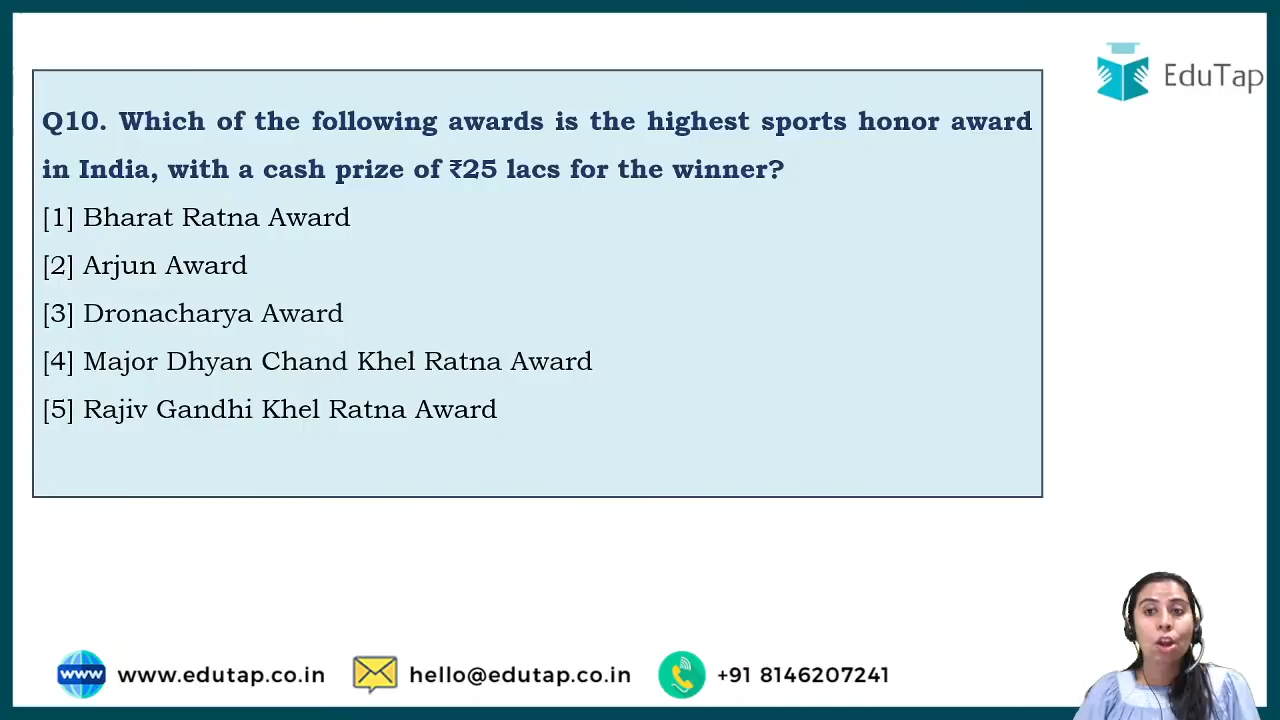 EduTap
Q10. Which of the following awards is the highest sports honor award
in India, with a cash prize of ₹25 lacs for the winner?
[1] Bharat Ratna Award
[2] Arjun Award
[3] Dronacharya Award
[4] Major Dhyan Chand Khel Ratna Award
[5] Rajiv Gandhi Khel Ratna Award
www www.edutap.co.in hello@edutap.co.in +91 8146207241